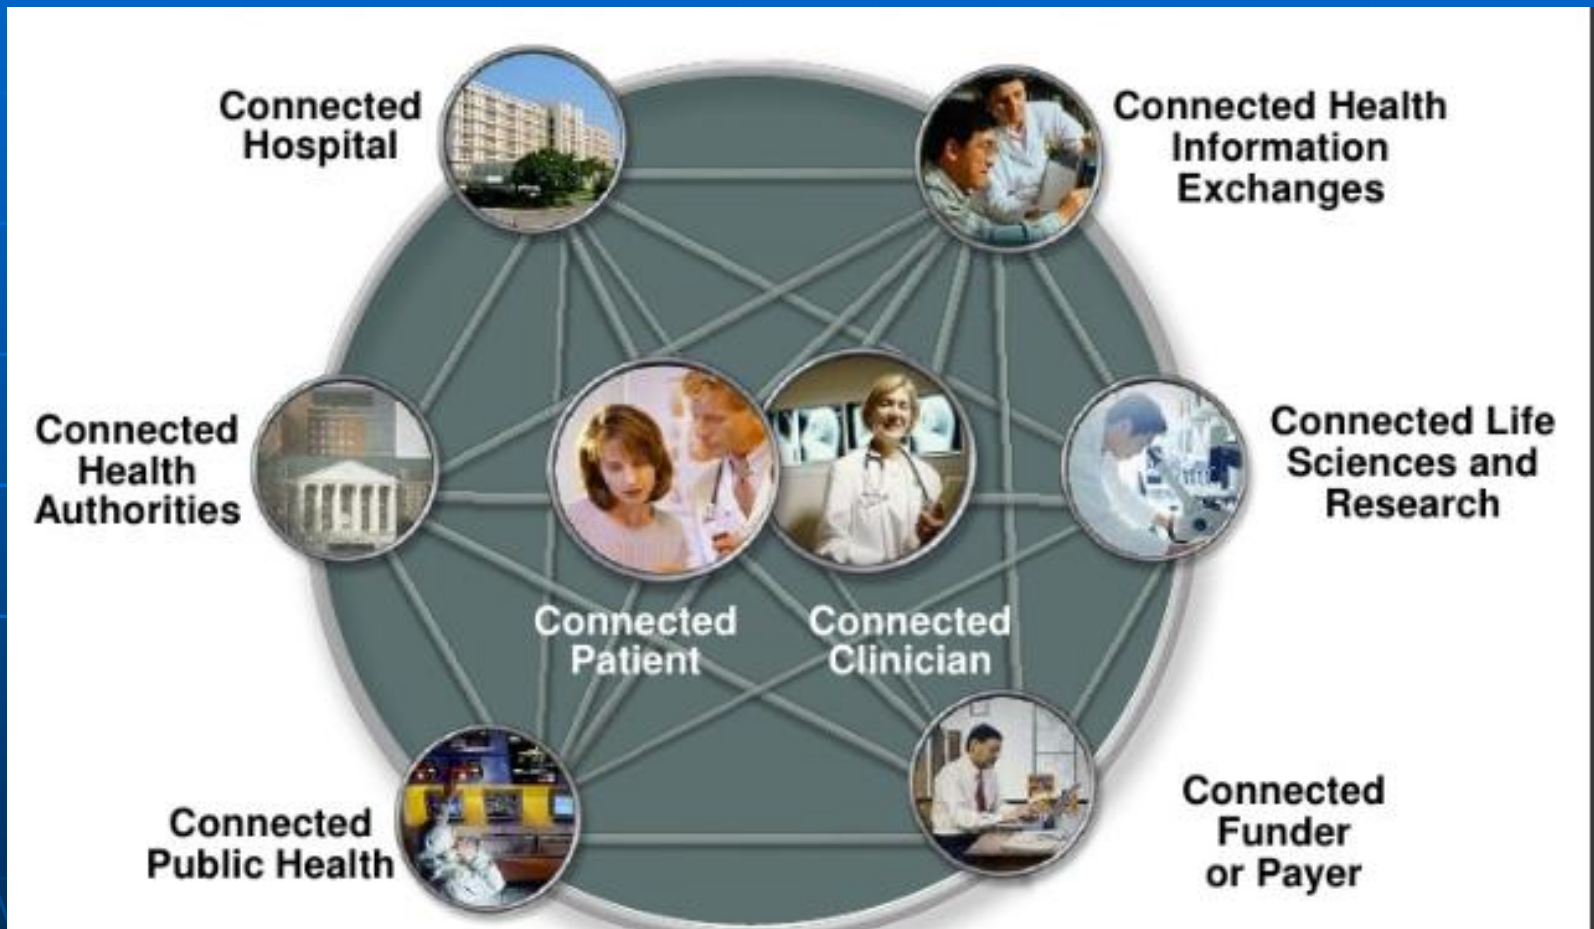 Connected
Hospital
Connected Health
Information
Exchanges
Connected
Health
Authorities
Connected Life
Sciences and
Research
Connected
Patient
Connected
Clinician
Connected
Public Health
Connected
Funder
or Payer